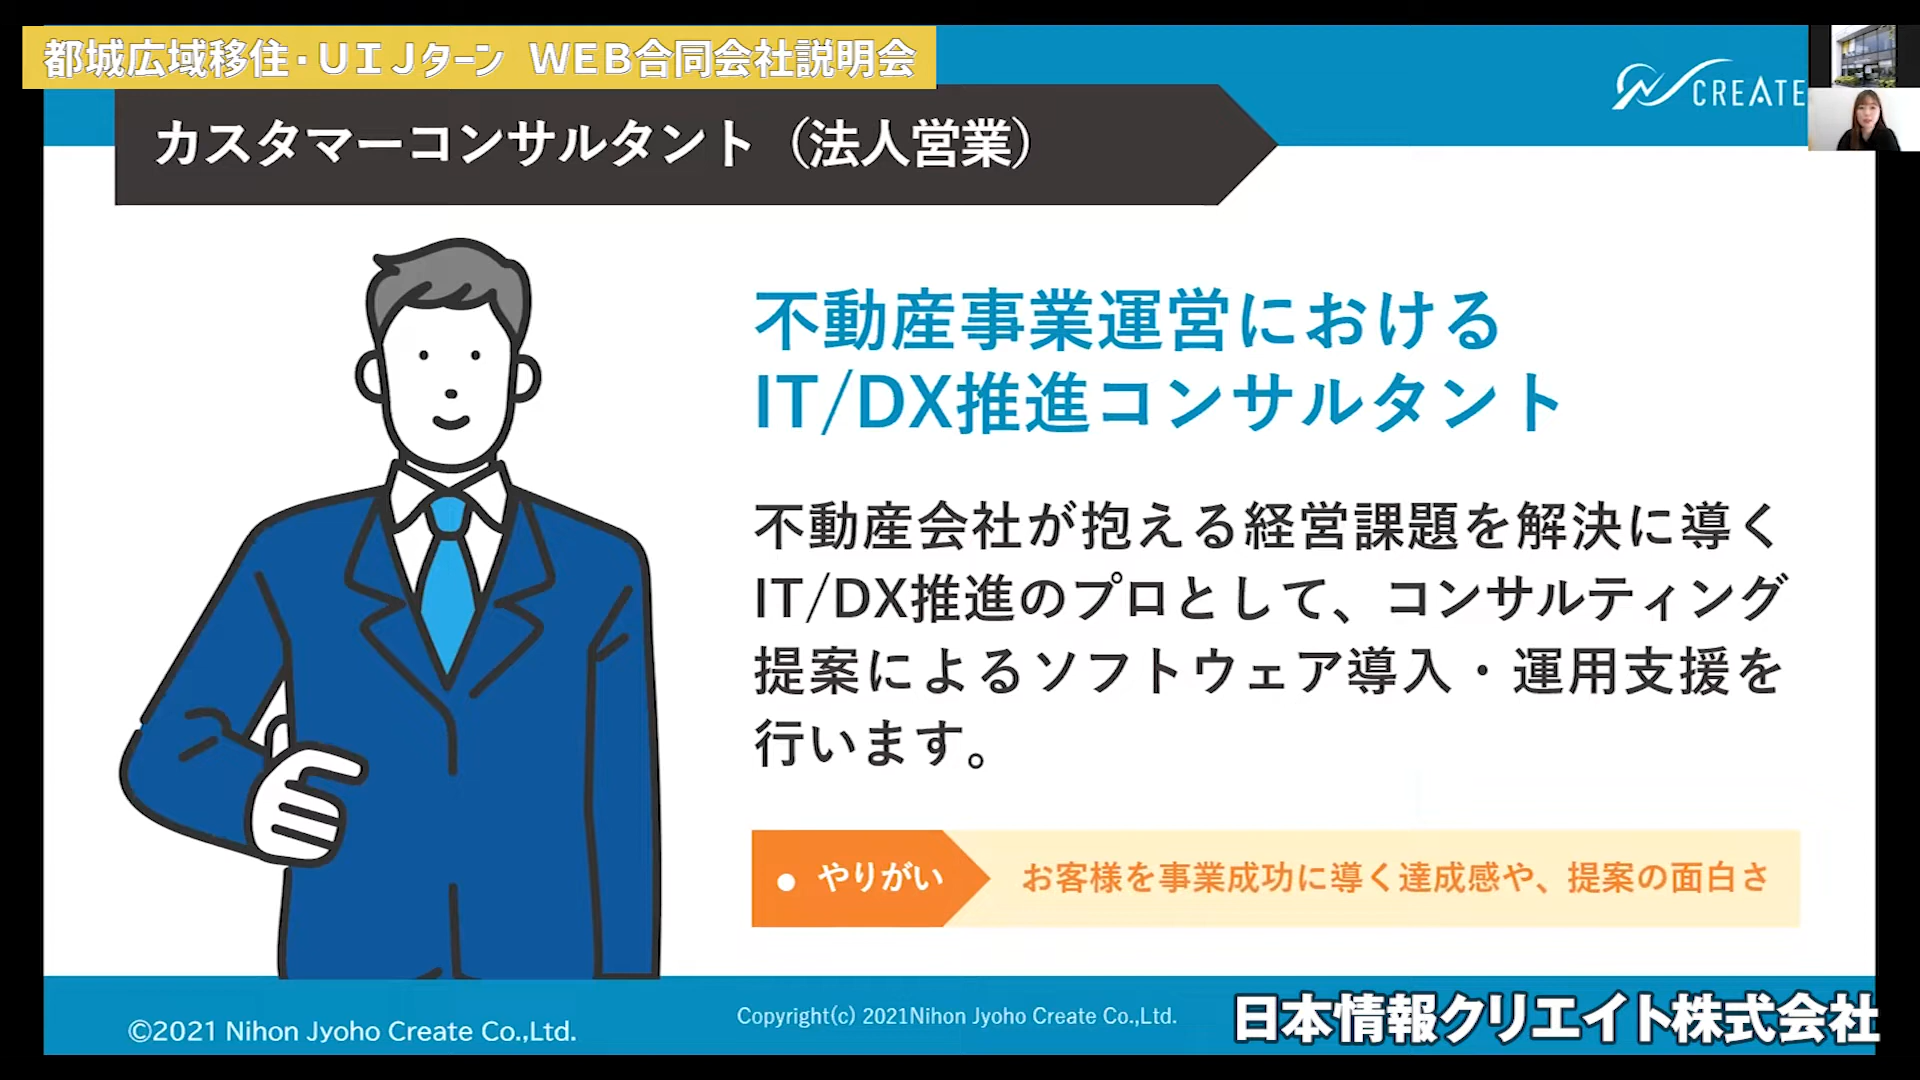 都城広域移住･ＵＩＪﾀｰﾝ ＷＥＢ合同会社説明会
CREATE
カスタマーコンサルタント（法人営業）
不動産事業運営における
IT/DX推進コンサルタント
不動産会社が抱える経営課題を解決に導く
IT/DX推進のプロとして、コンサルティング
提案によるソフトウェア導入・運用支援を
行います。
● やりがい お客様を事業成功に導く達成感や、提案の面白さ
©2021 Nihon Jyoho Create Co.,Ltd.
Copyright(c) 2021Nihon Jyoho Create Co.,Ltd.
日本情報クリエイト株式会社